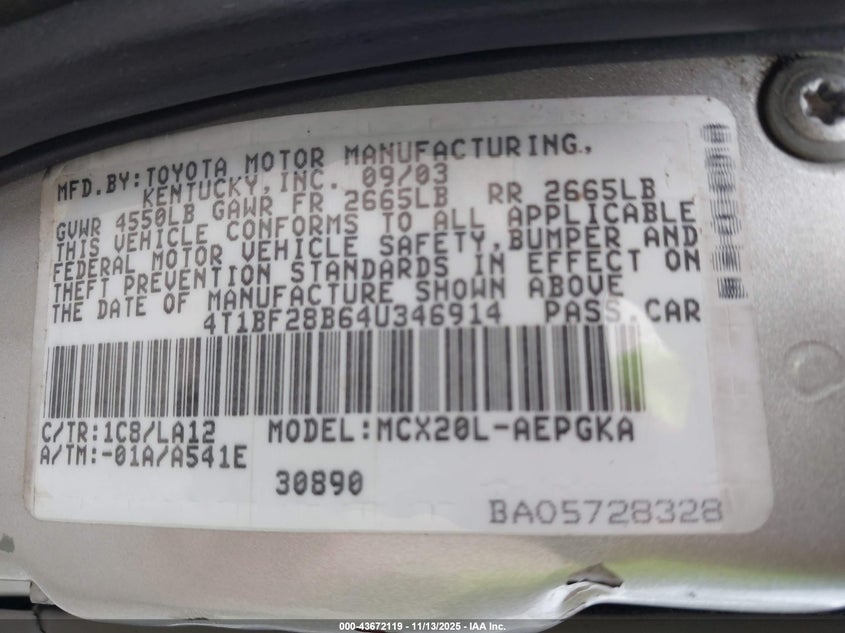 MFD.BY:TOYOTA MOTOR MANUFACTURING,
KENTUCKY,INC. 09/03
GVWR 4550LB GAWR FR 2665LB RR 2665LB
THIS VEHICLE CONFORMS TO ALL APPLICABLE
FEDERAL MOTOR VEHICLE SAFETY,BUMPER AND
THEFT PREVENTION STANDARDS IN EFFECT ON
THE DATE OF MANUFACTURE SHOWN ABOVE
4T1BF28B64U346914 PASS.CAR
C/TR:1C8/LA12 MODEL:MCX20L-AEPGKA
A/TM:-01A/A541E
30890
BA05728328
000-43672119 - 11/13/2025 - IAA Inc.